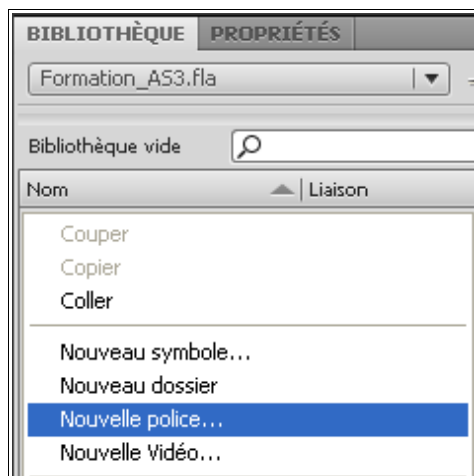 BIBLIOTHÈQUE PROPRIÉTÉS
Formation_AS3.fla
Bibliothèque vide
Nom Liaison
Couper
Copier
Coller
Nouveau symbole...
Nouveau dossier
Nouvelle police...
Nouvelle Vidéo...